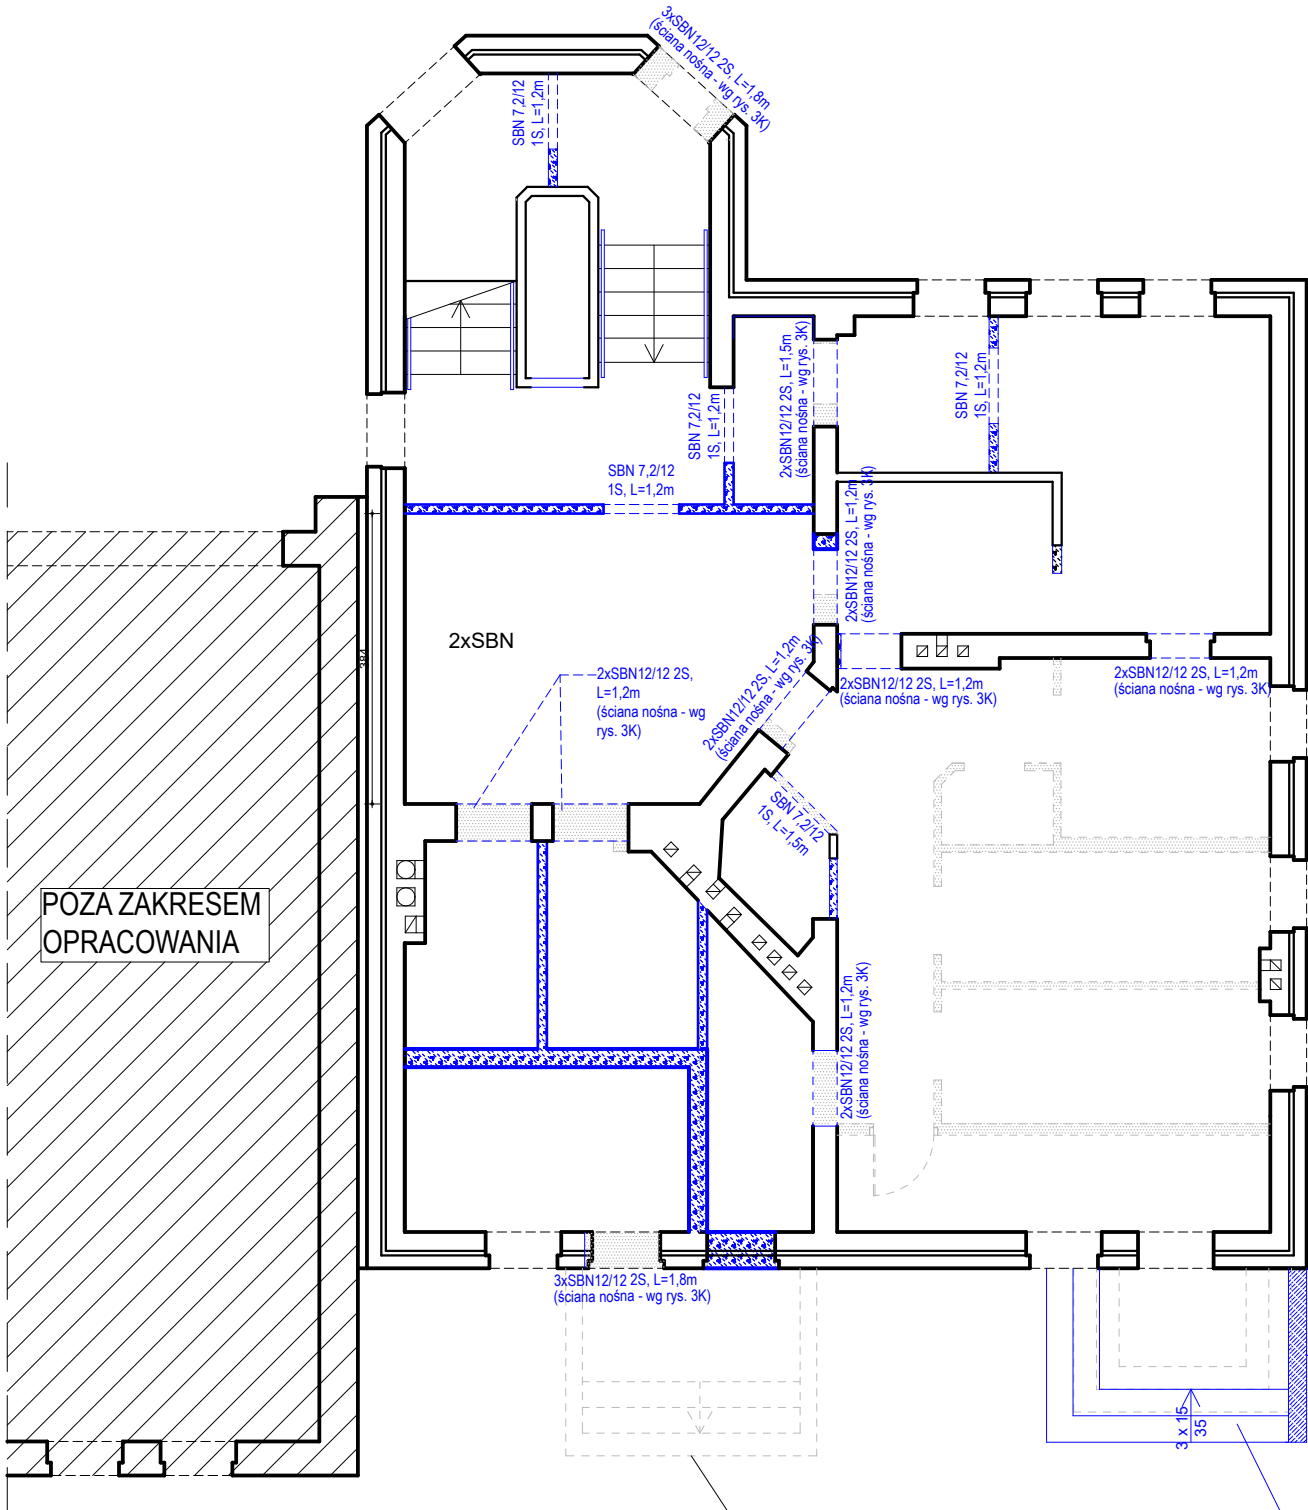 3xSBN12/12 2S, L=1,8m
(ściana nośna - wg rys. 3K)
SBN 7,2/12
1S, L=1,2m
2xSBN12/12 2S, L=1,5m
(ściana nośna - wg rys. 3K)
SBN 7,2/12
1S, L=1,2m
SBN 7,2/12
1S, L=1,2m
SBN 7,2/12
1S, L=1,2m
2xSBN12/12 2S, L=1,2m
(ściana nośna - wg rys. 3K)
2xSBN
384
2xSBN12/12 2S,
L=1,2m
(ściana nośna - wg
rys. 3K)
2xSBN12/12 2S, L=1,2m
(ściana nośna - wg rys. 3K)
2xSBN12/12 2S, L=1,2m
(ściana nośna - wg rys. 3K)
2xSBN12/12 2S, L=1,2m
(ściana nośna - wg rys. 3K)
SBN 7,2/12
1S, L=1,5m
POZA ZAKRESEM
OPRACOWANIA
2xSBN12/12 2S, L=1,2m
(ściana nośna - wg rys. 3K)
3xSBN12/12 2S, L=1,8m
(ściana nośna - wg rys. 3K)
3 x 15
35